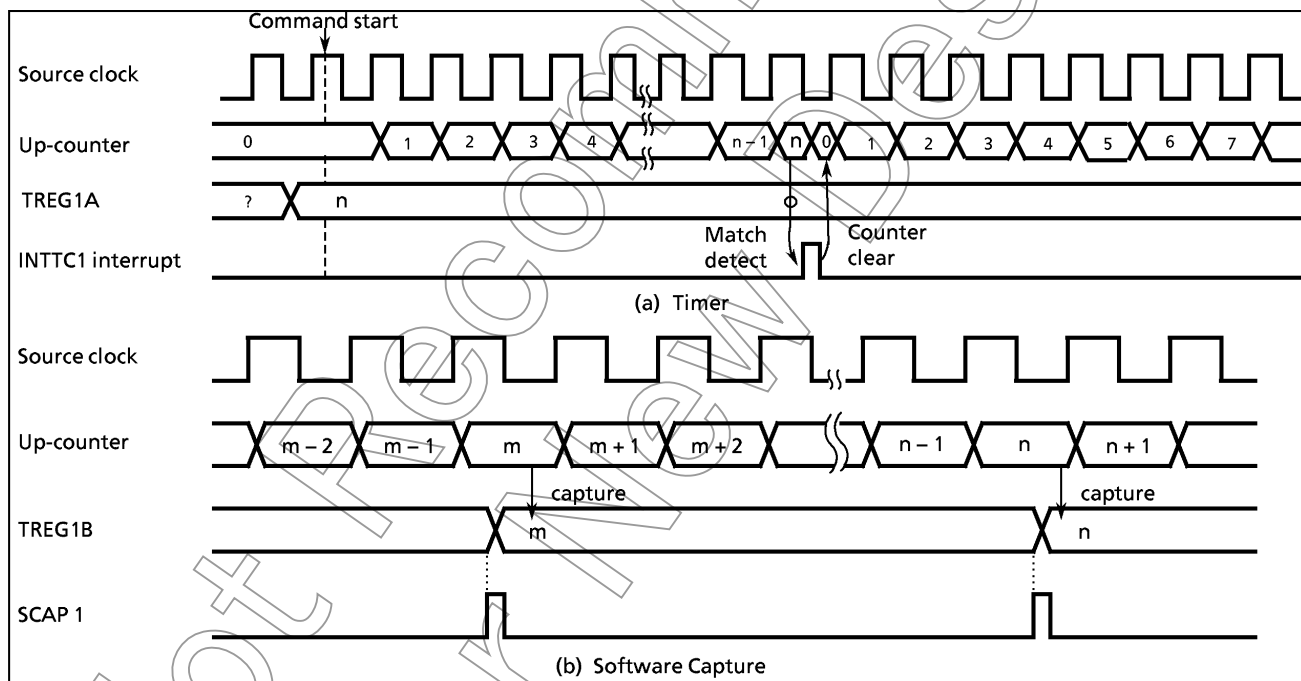 Command start
Source clock
Up-counter 0 1 2 3 4 n – 1 n 0 1 2 3 4 5 6 7
TREG1A ? n
INTTC1 interrupt
Match detect
Counter clear
(a) Timer
Source clock
Up-counter m – 2 m – 1 m m + 1 m + 2 n – 1 n n + 1
capture capture
TREG1B m n
SCAP 1
(b) Software Capture